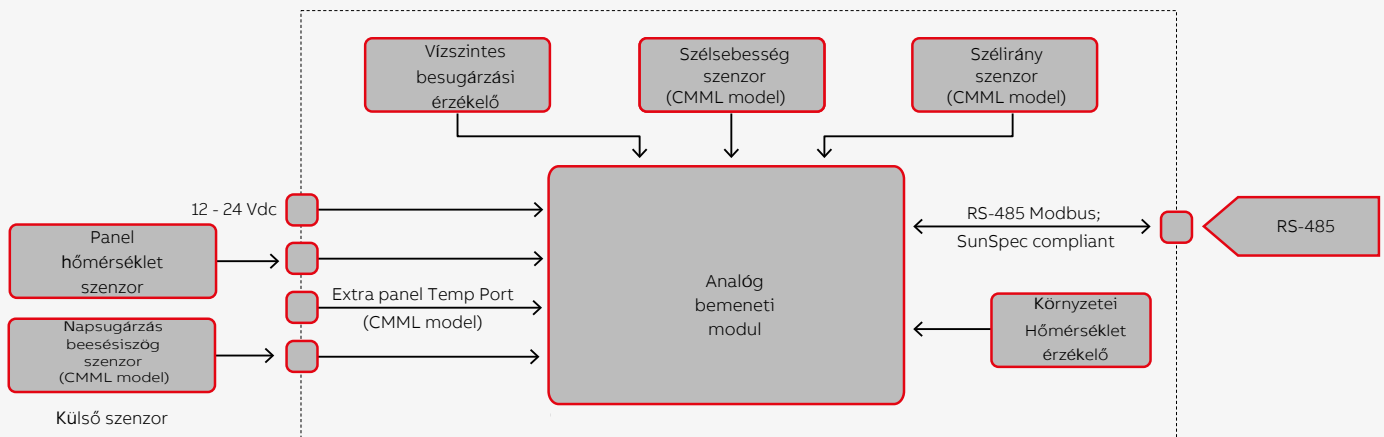 Vízszintes
besugárzási
érzékelő
Szélsebesség
szenzor
(CMML model)
Szélirány
szenzor
(CMML model)
12 - 24 Vdc
Panel
hőmérséklet
szenzor
Extra panel Temp Port
(CMML model)
Napsugárzás
beesésiszög
szenzor
(CMML model)
Külső szenzor
Analóg
bemeneti
modul
RS-485 Modbus;
SunSpec compliant
RS-485
Környzetei
Hőmérséklet
érzékelő